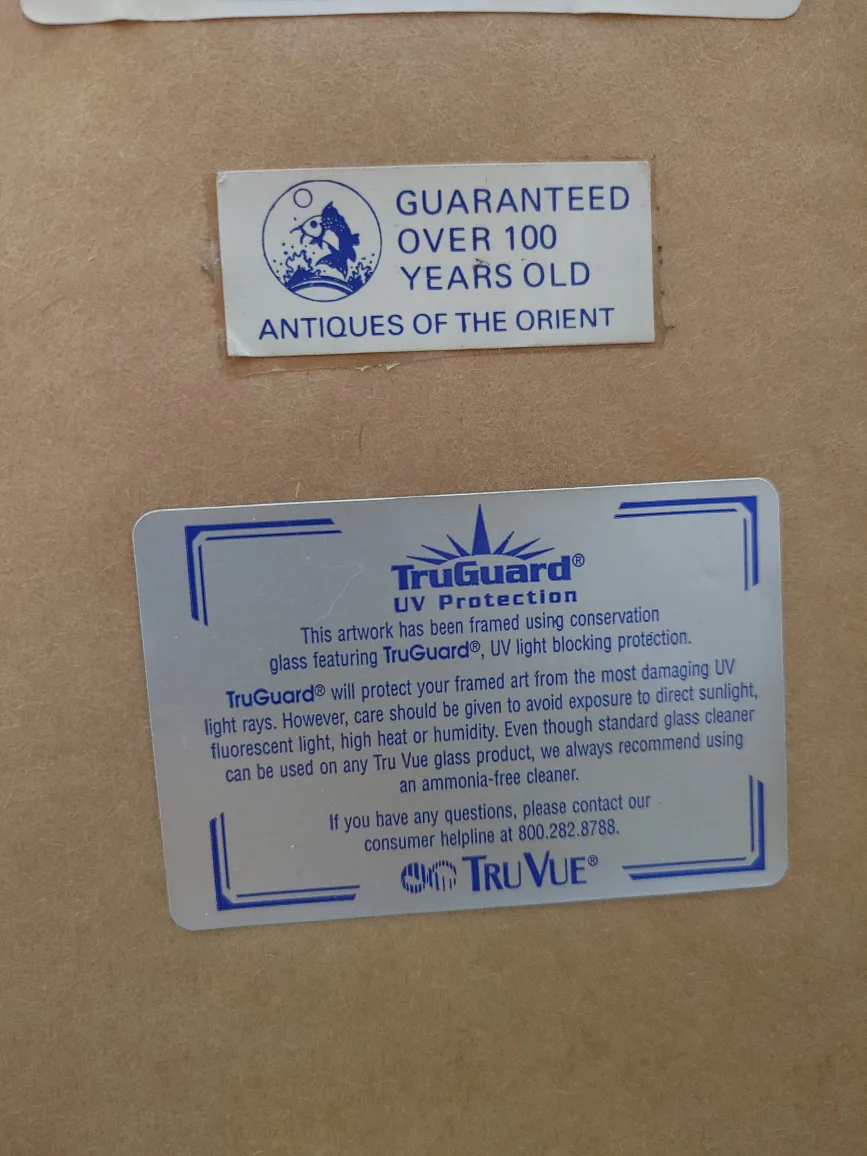 GUARANTEED
OVER 100
YEARS OLD
ANTIQUES OF THE ORIENT
TruGuard®
UV Protection
This artwork has been framed using conservation
glass featuring TruGuard®, UV light blocking protection.
TruGuard® will protect your framed art from the most damaging UV
light rays. However, care should be given to avoid exposure to direct sunlight,
fluorescent light, high heat or humidity. Even though standard glass cleaner
can be used on any Tru Vue glass product, we always recommend using
an ammonia-free cleaner.
If you have any questions, please contact our
consumer helpline at 800.282.8788.
TRU VUE®